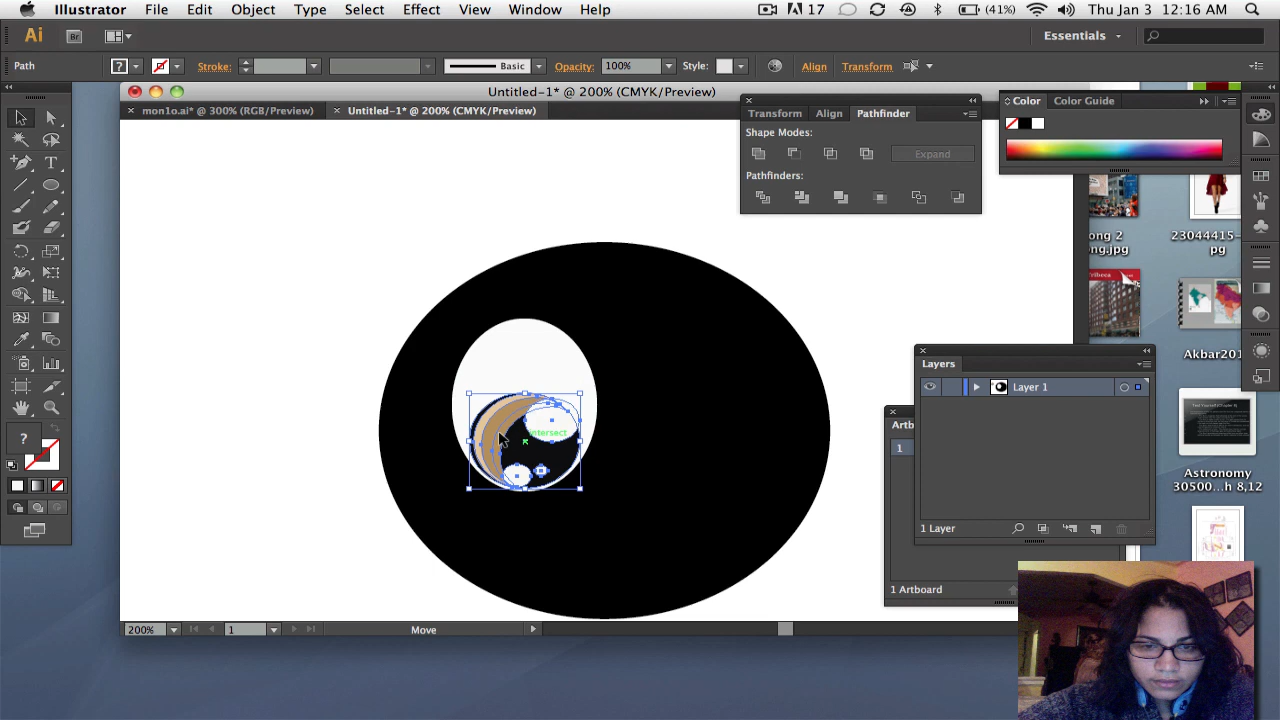 Illustrator File Edit Object Type Select Effect View Window Help 17 (41%) Thu Jan 3 12:16 AM
Ai Br Essentials
Path ? Stroke: Basic Opacity: 100% Style: Align Transform
Untitled-1* @ 200% (CMYK/Preview)
mon1o.ai* @ 300% (RGB/Preview) Untitled-1* @ 200% (CMYK/Preview)
Color Color Guide
Transform Align Pathfinder
Shape Modes:
Expand
Pathfinders:
ong 2
ng.jpg
23044415-
pg
Akbar201
Layers
Layer 1
Artb
1
intersect
?
Astronomy
30500...h 8,12
1 Layer
1 Artboard
200% 1 Move